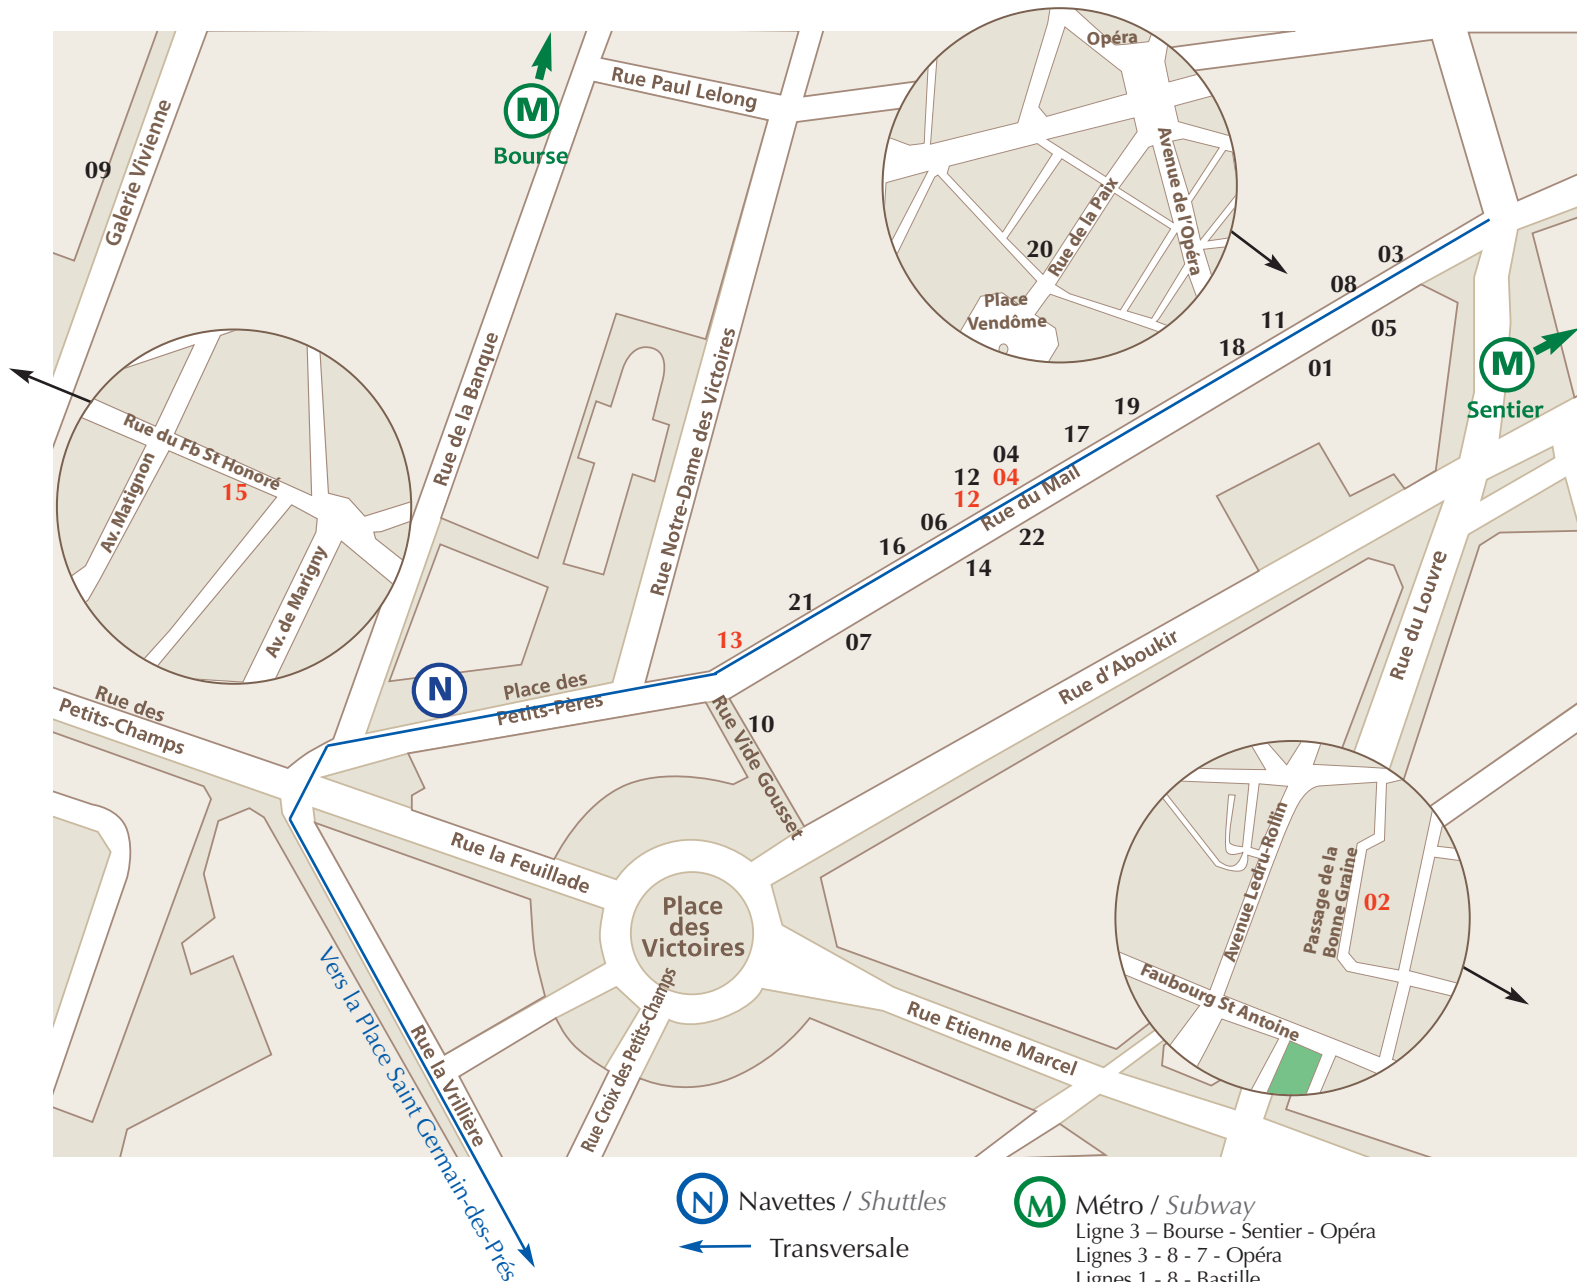 Opéra
Rue Paul Lelong
M
Bourse
Galerie Vivienne
09
Avenue de l'Opéra
Rue de la Paix
20
Place
Vendôme
03
08
11
05
18
01
M
Sentier
Rue de la Banque
Rue Notre-Dame des Victoires
19
17
04
12
04
12
Rue du Mail
06
22
16
14
21
13
07
Rue du Fb St Honoré
15
Av. Matignon
Av. de Marigny
N
Place des
Petits-Pères
Rue des
Petits-Champs
Rue Vide Gousset
10
Rue d'Aboukir
Rue du Louvre
Rue la Feuillade
Place
des
Victoires
Avenue Ledru-Rollin
Passage de la
Bonne Graine
02
Faubourg St Antoine
Rue Etienne Marcel
Rue Croix des Petits-Champs
Rue la Vrillière
Vers la Place Saint Germain-des-Prés
N Navettes / Shuttles
Transversale
M Métro / Subway
Ligne 3 – Bourse - Sentier - Opéra
Lignes 3 - 8 - 7 - Opéra
Lignes 1 - 8 - Bastille